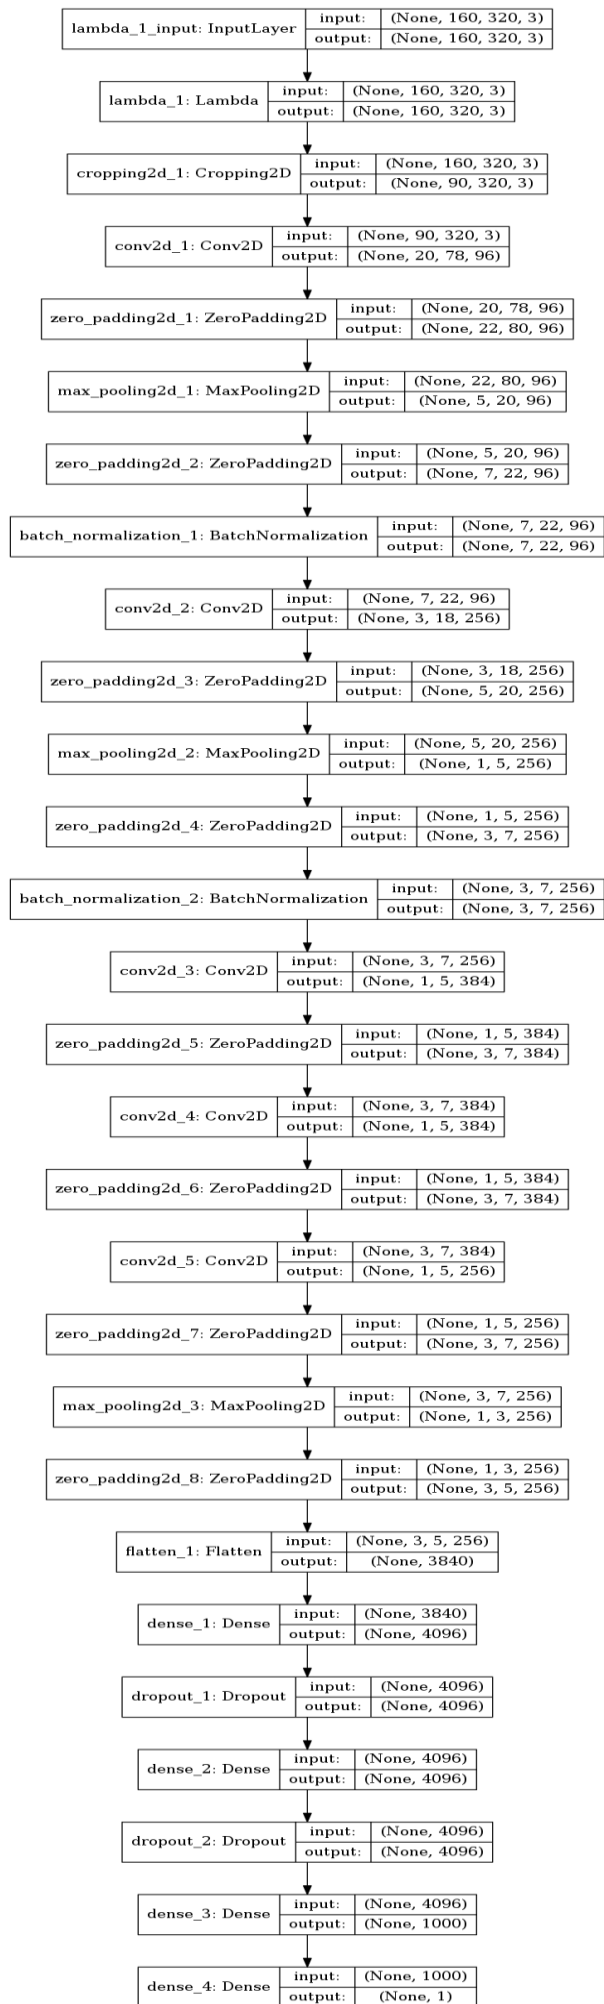 lambda_1_input: InputLayer
input: (None, 160, 320, 3)
output: (None, 160, 320, 3)
lambda_1: Lambda
input: (None, 160, 320, 3)
output: (None, 160, 320, 3)
cropping2d_1: Cropping2D
input: (None, 160, 320, 3)
output: (None, 90, 320, 3)
conv2d_1: Conv2D
input: (None, 90, 320, 3)
output: (None, 20, 78, 96)
zero_padding2d_1: ZeroPadding2D
input: (None, 20, 78, 96)
output: (None, 22, 80, 96)
max_pooling2d_1: MaxPooling2D
input: (None, 22, 80, 96)
output: (None, 5, 20, 96)
zero_padding2d_2: ZeroPadding2D
input: (None, 5, 20, 96)
output: (None, 7, 22, 96)
batch_normalization_1: BatchNormalization
input: (None, 7, 22, 96)
output: (None, 7, 22, 96)
conv2d_2: Conv2D
input: (None, 7, 22, 96)
output: (None, 3, 18, 256)
zero_padding2d_3: ZeroPadding2D
input: (None, 3, 18, 256)
output: (None, 5, 20, 256)
max_pooling2d_2: MaxPooling2D
input: (None, 5, 20, 256)
output: (None, 1, 5, 256)
zero_padding2d_4: ZeroPadding2D
input: (None, 1, 5, 256)
output: (None, 3, 7, 256)
batch_normalization_2: BatchNormalization
input: (None, 3, 7, 256)
output: (None, 3, 7, 256)
conv2d_3: Conv2D
input: (None, 3, 7, 256)
output: (None, 1, 5, 384)
zero_padding2d_5: ZeroPadding2D
input: (None, 1, 5, 384)
output: (None, 3, 7, 384)
conv2d_4: Conv2D
input: (None, 3, 7, 384)
output: (None, 1, 5, 384)
zero_padding2d_6: ZeroPadding2D
input: (None, 1, 5, 384)
output: (None, 3, 7, 384)
conv2d_5: Conv2D
input: (None, 3, 7, 384)
output: (None, 1, 5, 256)
zero_padding2d_7: ZeroPadding2D
input: (None, 1, 5, 256)
output: (None, 3, 7, 256)
max_pooling2d_3: MaxPooling2D
input: (None, 3, 7, 256)
output: (None, 1, 3, 256)
zero_padding2d_8: ZeroPadding2D
input: (None, 1, 3, 256)
output: (None, 3, 5, 256)
flatten_1: Flatten
input: (None, 3, 5, 256)
output: (None, 3840)
dense_1: Dense
input: (None, 3840)
output: (None, 4096)
dropout_1: Dropout
input: (None, 4096)
output: (None, 4096)
dense_2: Dense
input: (None, 4096)
output: (None, 4096)
dropout_2: Dropout
input: (None, 4096)
output: (None, 4096)
dense_3: Dense
input: (None, 4096)
output: (None, 1000)
dense_4: Dense
input: (None, 1000)
output: (None, 1)